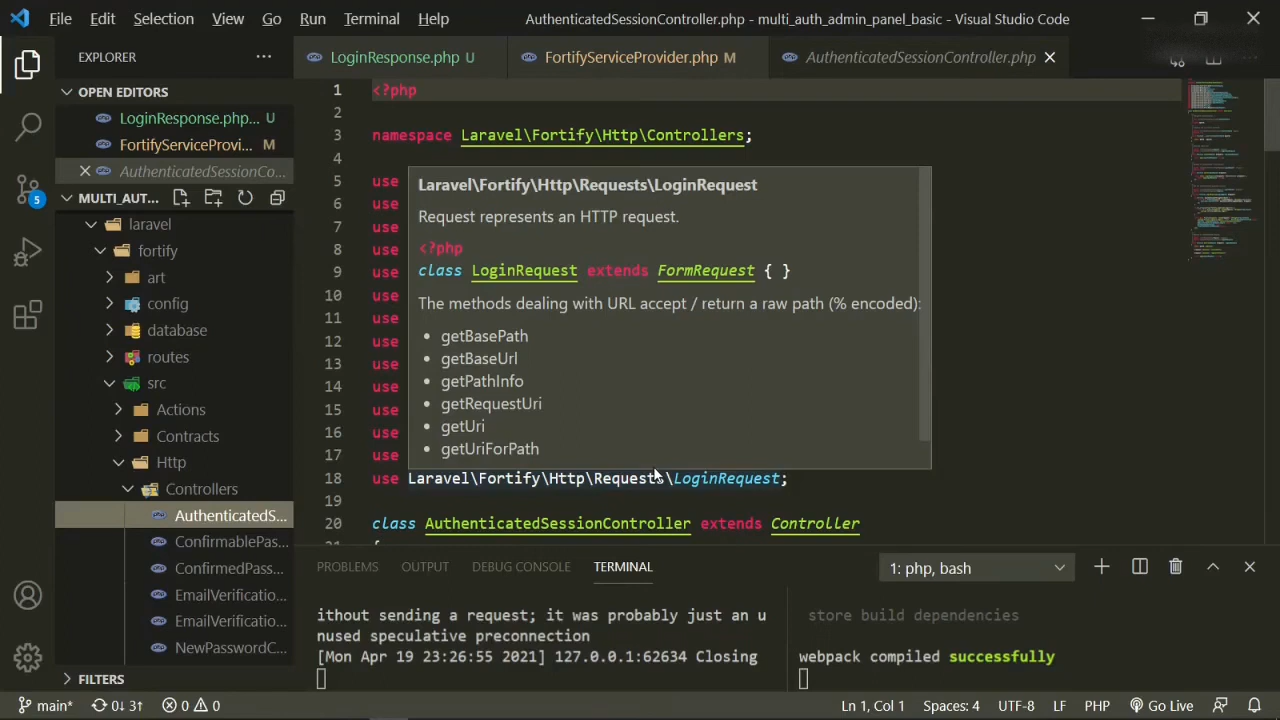 File Edit Selection View Go Run Terminal Help AuthenticatedSessionController.php - multi_auth_admin_panel_basic - Visual Studio Code
EXPLORER ...
LoginResponse.php U FortifyServiceProvider.php M AuthenticatedSessionController.php
OPEN EDITORS
LoginResponse.php... U
FortifyServiceProvi... M
AuthenticatedSessionCo...
MULTI_AUT...
laravel
fortify
art
config
database
routes
src
Actions
Contracts
Http
Controllers
AuthenticatedS...
ConfirmablePas...
ConfirmedPass...
EmailVerificatio...
EmailVerificatio...
NewPasswordC...
FILTERS
5
1 <?php
2
3 namespace Laravel\Fortify\Http\Controllers;
4
5 use
6 use
7 use
8 use
9 use
10 use
11 use
12 use
13 use
14 use
15 use
16 use
17 use
18 use Laravel\Fortify\Http\Requests\LoginRequest;
19
20 class AuthenticatedSessionController extends Controller
Laravel\Fortify\Http\Requests\LoginRequest
Request represents an HTTP request.
<?php
class LoginRequest extends FormRequest { }
The methods dealing with URL accept / return a raw path (% encoded):
• getBasePath
• getBaseUrl
• getPathInfo
• getRequestUri
• getUri
• getUriForPath
PROBLEMS OUTPUT DEBUG CONSOLE TERMINAL 1: php, bash
ithout sending a request; it was probably just an u
nused speculative preconnection
[Mon Apr 19 23:26:55 2021] 127.0.0.1:62634 Closing
store build dependencies
webpack compiled successfully
main* 0↓ 3↑ 0 0 Ln 1, Col 1 Spaces: 4 UTF-8 LF PHP Go Live